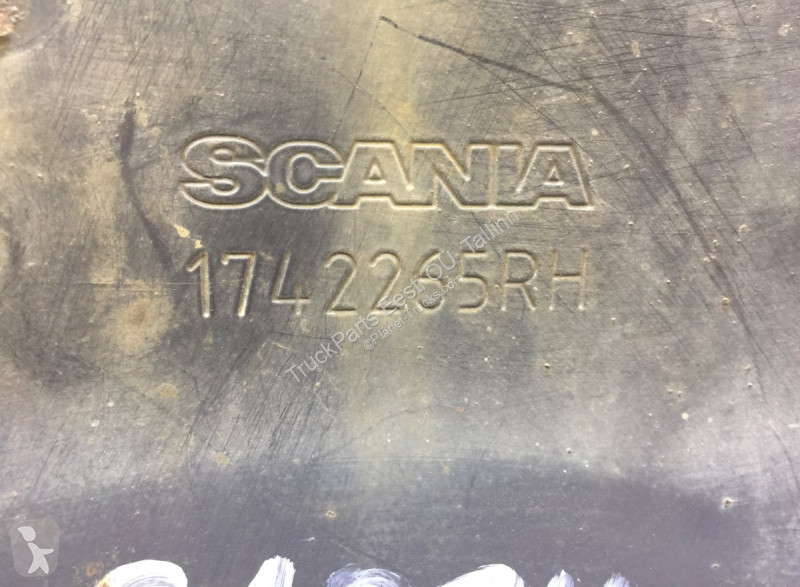 SCANIA
1742265RH
TruckParts Eesti OÜ, Tallinn